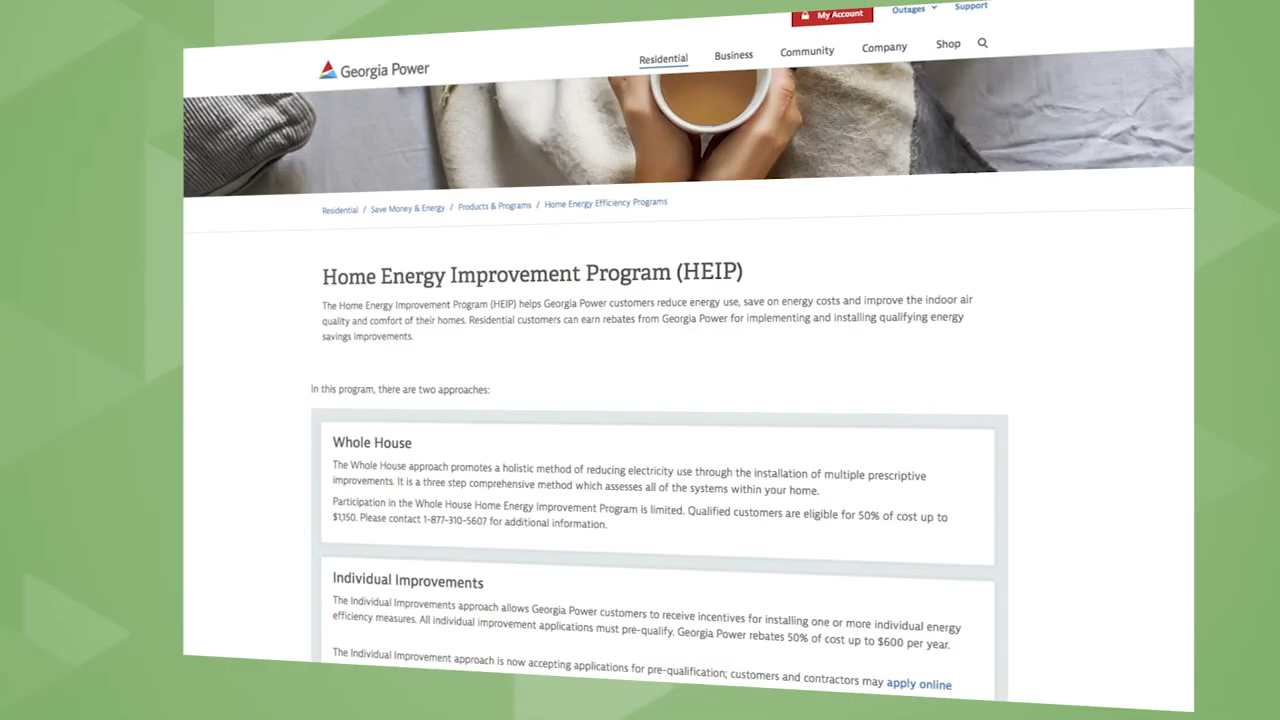 My Account
Outages
Support
Georgia Power
Residential
Business
Community
Company
Shop
Residential / Save Money & Energy / Products & Programs / Home Energy Efficiency Programs
Home Energy Improvement Program (HEIP)
The Home Energy Improvement Program (HEIP) helps Georgia Power customers reduce energy use, save on energy costs and improve the indoor air
quality and comfort of their homes. Residential customers can earn rebates from Georgia Power for implementing and installing qualifying energy
savings improvements.
In this program, there are two approaches:
Whole House
The Whole House approach promotes a holistic method of reducing electricity use through the installation of multiple prescriptive
improvements. It is a three step comprehensive method which assesses all of the systems within your home.
Participation in the Whole House Home Energy Improvement Program is limited. Qualified customers are eligible for 50% of cost up to
$1,150. Please contact 1-877-310-5607 for additional information.
Individual Improvements
The Individual Improvements approach allows Georgia Power customers to receive incentives for installing one or more individual energy
efficiency measures. All individual improvement applications must pre-qualify. Georgia Power rebates 50% of cost up to $600 per year.
The Individual Improvement approach is now accepting applications for pre-qualification; customers and contractors may apply online